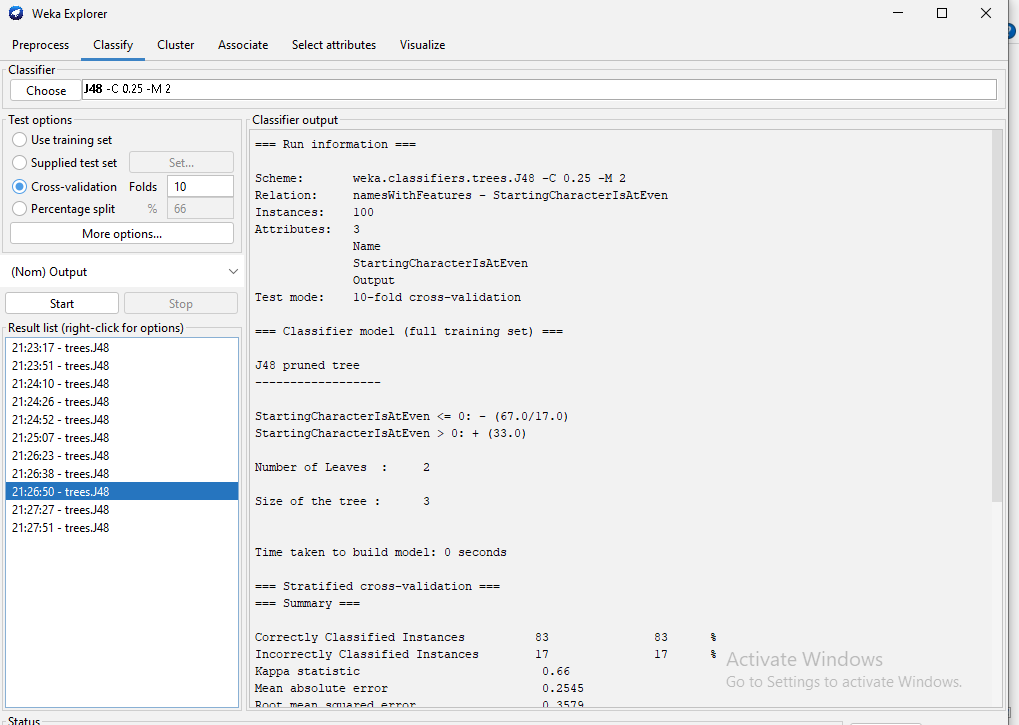 Weka Explorer
Preprocess Classify Cluster Associate Select attributes Visualize
Classifier
Choose J48 -C 0.25 -M 2
Test options
Use training set
Supplied test set Set...
Cross-validation Folds 10
Percentage split % 66
More options...
(Nom) Output
Start Stop
Result list (right-click for options)
21:23:17 - trees.J48
21:23:51 - trees.J48
21:24:10 - trees.J48
21:24:26 - trees.J48
21:24:52 - trees.J48
21:25:07 - trees.J48
21:26:23 - trees.J48
21:26:38 - trees.J48
21:26:50 - trees.J48
21:27:27 - trees.J48
21:27:51 - trees.J48
Classifier output
=== Run information ===
Scheme: weka.classifiers.trees.J48 -C 0.25 -M 2
Relation: namesWithFeatures - StartingCharacterIsAtEven
Instances: 100
Attributes: 3
Name
StartingCharacterIsAtEven
Output
Test mode: 10-fold cross-validation
=== Classifier model (full training set) ===
J48 pruned tree
------------------
StartingCharacterIsAtEven <= 0: - (67.0/17.0)
StartingCharacterIsAtEven > 0: + (33.0)
Number of Leaves : 2
Size of the tree : 3
Time taken to build model: 0 seconds
=== Stratified cross-validation ===
=== Summary ===
Correctly Classified Instances 83 83 %
Incorrectly Classified Instances 17 17 %
Kappa statistic 0.66
Mean absolute error 0.2545
Root mean squared error 0.3579
Activate Windows
Go to Settings to activate Windows.
Status